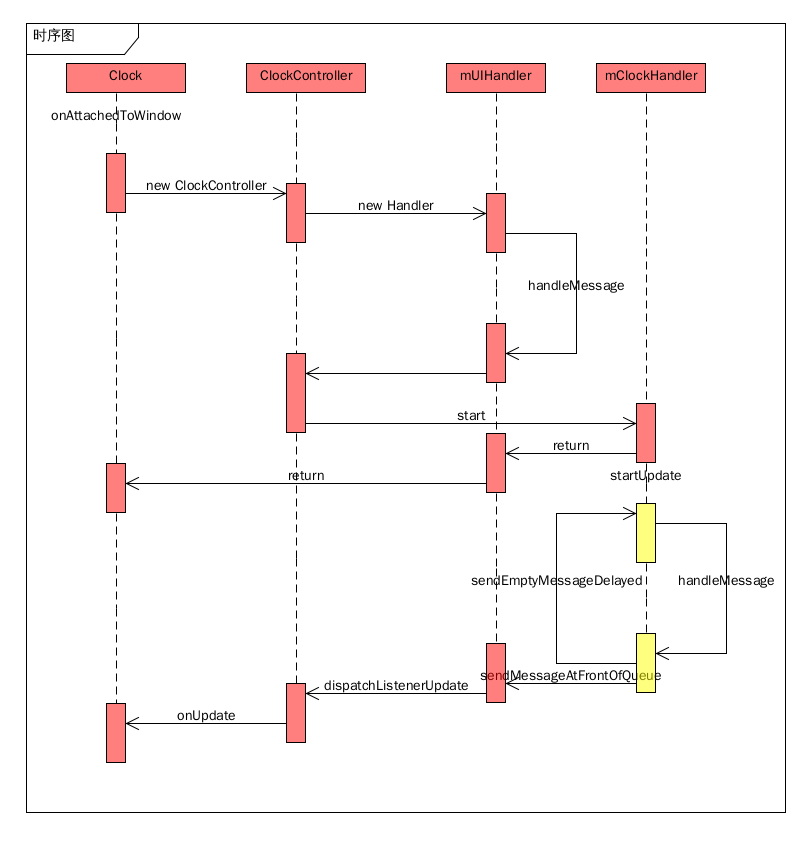 时序图
Clock
ClockController
mUIHandler
mClockHandler
onAttachedToWindow
new ClockController
new Handler
handleMessage
start
return
return
startUpdate
sendEmptyMessageDelayed
handleMessage
sendMessageAtFrontOfQueue
dispatchListenerUpdate
onUpdate